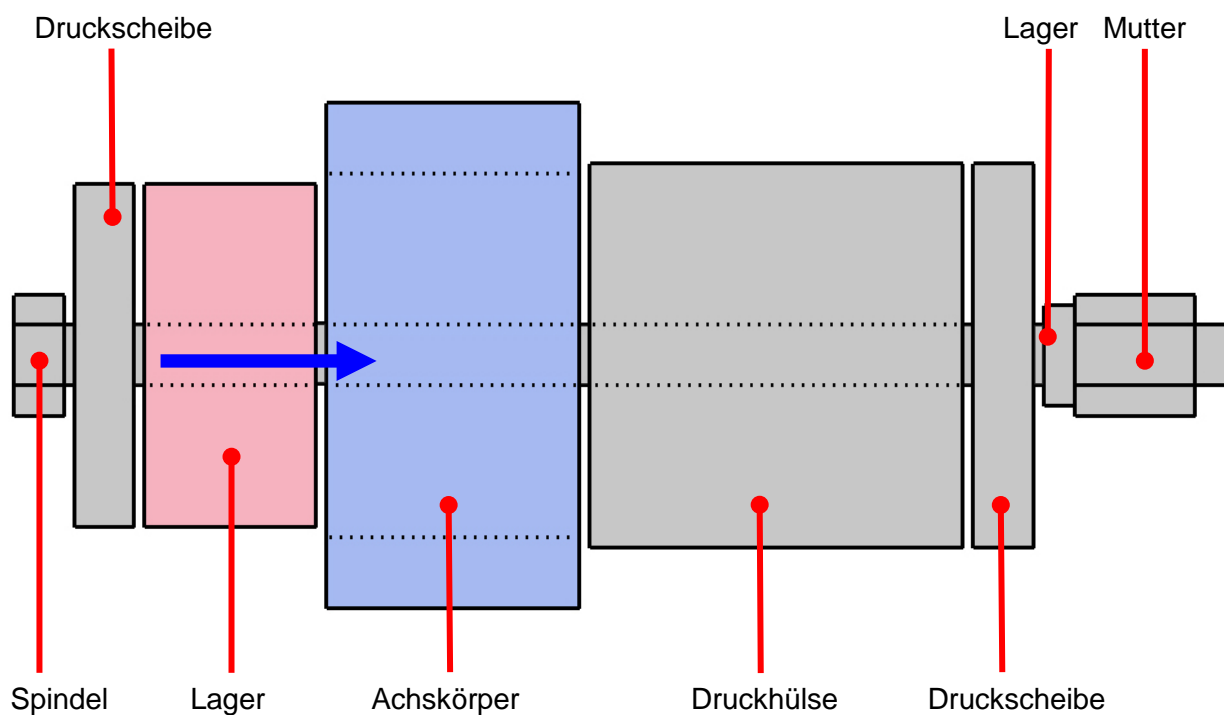 Druckscheibe
Lager
Mutter
Spindel
Lager
Achskörper
Druckhülse
Druckscheibe